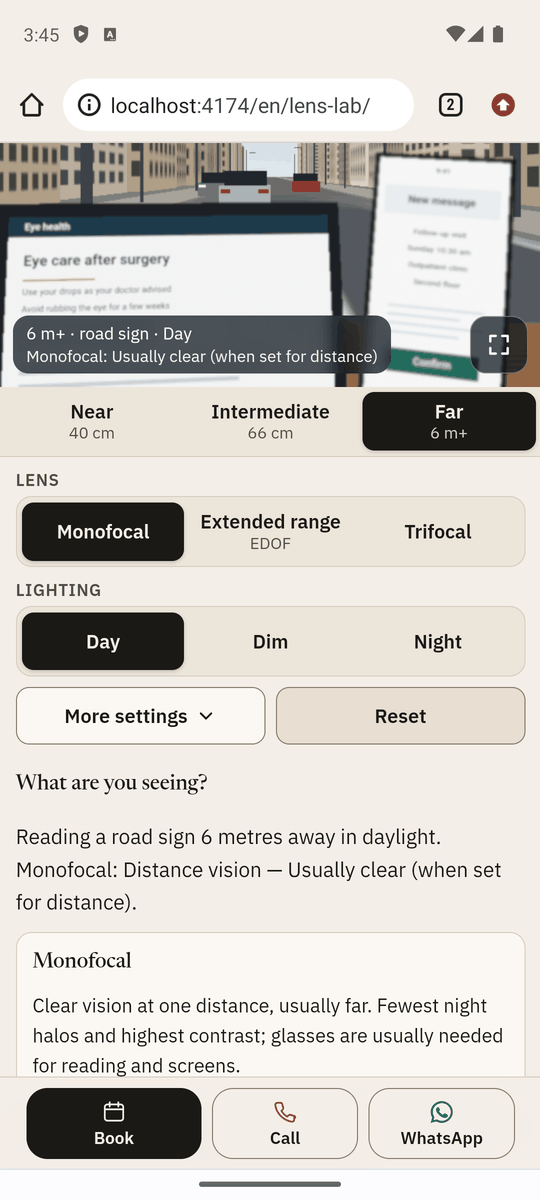 3:45
2
localhost:4174/en/lens-lab/
Eye health
Eye care after surgery
Use your drops as your doctor advised
Avoid rubbing the eye for a few weeks
New message
Follow-up visit
Sunday 10:30 am
Outpatient clinic
Second floor
Confirm
6 m+ · road sign · Day
Monofocal: Usually clear (when set for distance)
Near
40 cm
Intermediate
66 cm
Far
6 m+
LENS
Monofocal
Extended range
EDOF
Trifocal
LIGHTING
Day
Dim
Night
More settings
Reset
What are you seeing?
Reading a road sign 6 metres away in daylight.
Monofocal: Distance vision — Usually clear (when set
for distance).
Monofocal
Clear vision at one distance, usually far. Fewest night
halos and highest contrast; glasses are usually needed
for reading and screens.
Book
Call
WhatsApp